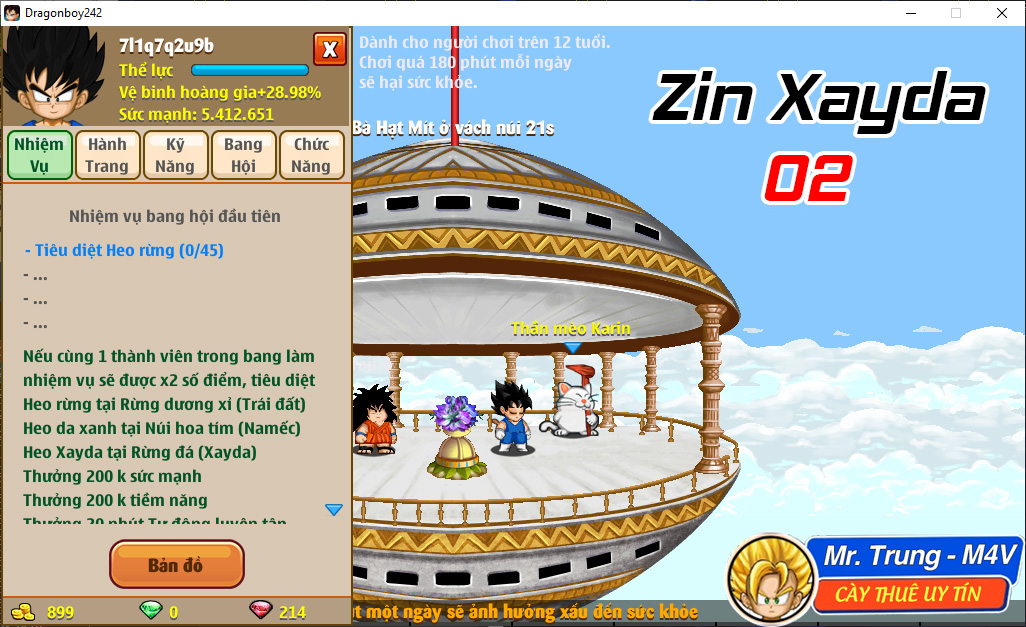 Dragonboy242
7l1q7q2u9b
X
Thể lực
Vệ binh hoàng gia+28.98%
Sức mạnh: 5.412.651
Nhiệm Vụ
Hành Trang
Kỹ Năng
Bang Hội
Chức Năng
Nhiệm vụ bang hội đầu tiên
- Tiêu diệt Heo rừng (0/45)
- ...
- ...
- ...
Nếu cùng 1 thành viên trong bang làm
nhiệm vụ sẽ được x2 số điểm, tiêu diệt
Heo rừng tại Rừng dương xỉ (Trái đất)
Heo da xanh tại Núi hoa tím (Namếc)
Heo Xayda tại Rừng đá (Xayda)
Thưởng 200 k sức mạnh
Thưởng 200 k tiềm năng
Thưởng 20 phút Tự động luyện tập
Bản đồ
899
0
214
Dành cho người chơi trên 12 tuổi.
Chơi quá 180 phút mỗi ngày
sẽ hại sức khỏe.
Bà Hạt Mít ở vách núi 21s
Zin Xayda
02
Thần mèo Karin
Mr. Trung - M4V
CÀY THUÊ UY TÍN
t một ngày sẽ ảnh hưởng xấu đến sức khỏe